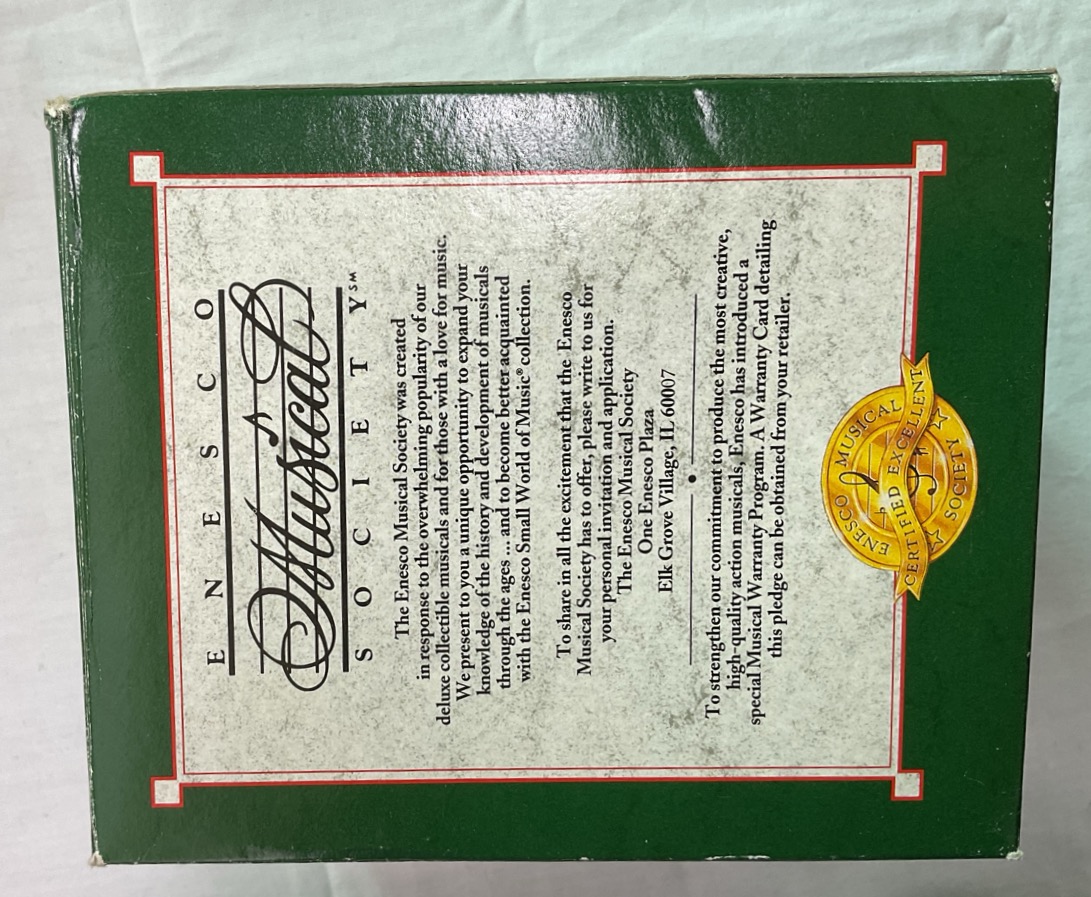 ENESCO
Musical
SOCIETY℠
The Enesco Musical Society was created
in response to the overwhelming popularity of our
deluxe collectible musicals and for those with a love for music.
We present to you a unique opportunity to expand your
knowledge of the history and development of musicals
through the ages ... and to become better acquainted
with the Enesco Small World of Music® collection.
To share in all the excitement that the Enesco
Musical Society has to offer, please write to us for
your personal invitation and application.
The Enesco Musical Society
One Enesco Plaza
Elk Grove Village, IL 60007
To strengthen our commitment to produce the most creative,
high-quality action musicals, Enesco has introduced a
special Musical Warranty Program. A Warranty Card detailing
this pledge can be obtained from your retailer.
ENESCO MUSICAL
CERTIFIED EXCELLENT
SOCIETY